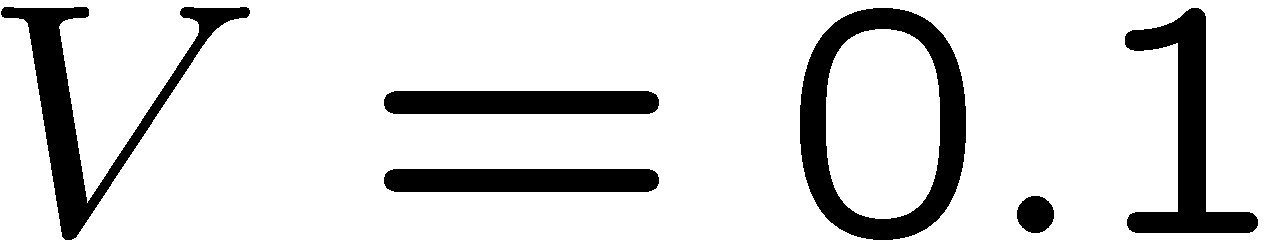 V = 0.1